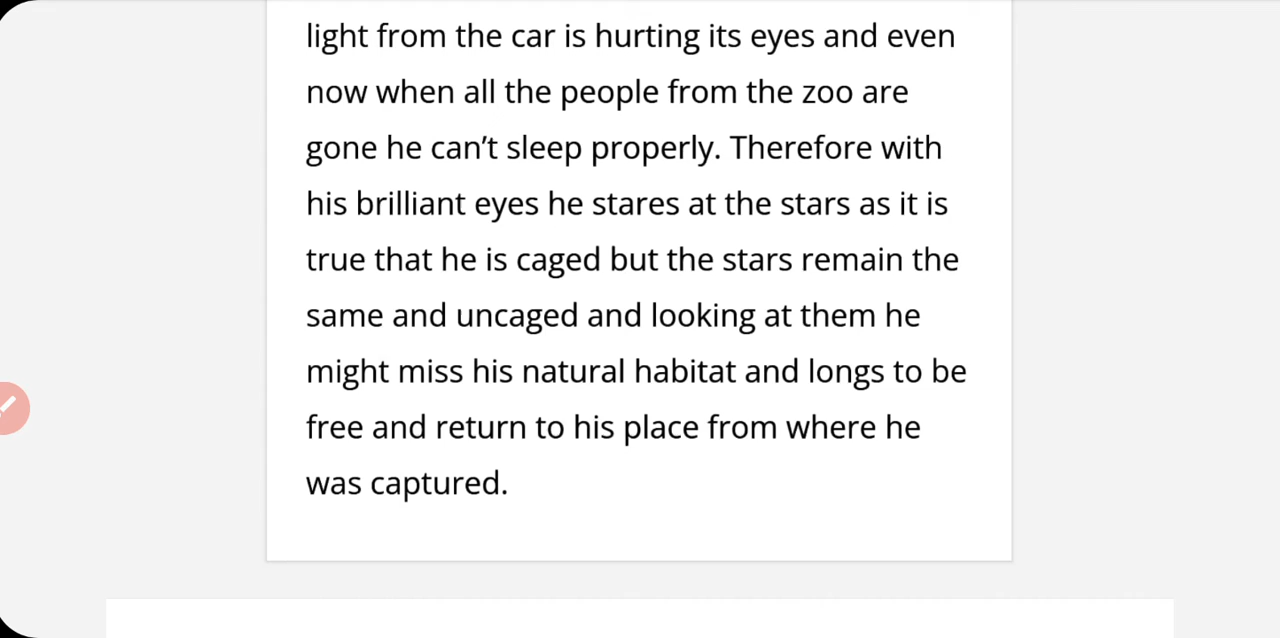 light from the car is hurting its eyes and even
now when all the people from the zoo are
gone he can’t sleep properly. Therefore with
his brilliant eyes he stares at the stars as it is
true that he is caged but the stars remain the
same and uncaged and looking at them he
might miss his natural habitat and longs to be
free and return to his place from where he
was captured.